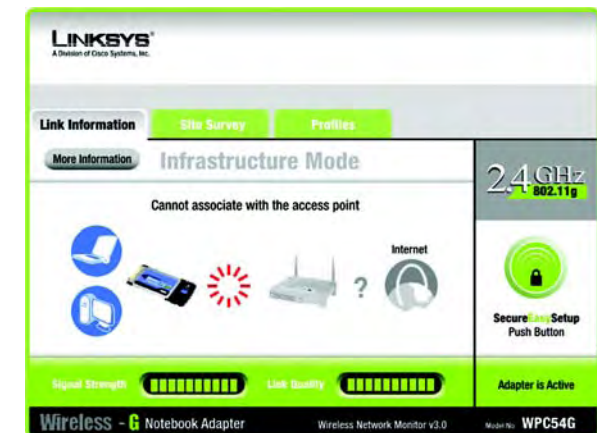 LINKSYS®
A Division of Cisco Systems, Inc.
Link Information
Site Survey
Profiles
More Information
Infrastructure Mode
2.4 GHz
802.11g
Cannot associate with the access point
Internet
?
SecureEasySetup
Push Button
Signal Strength
Link Quality
Adapter is Active
Wireless - G Notebook Adapter
Wireless Network Monitor v3.0
Model No. WPC54G